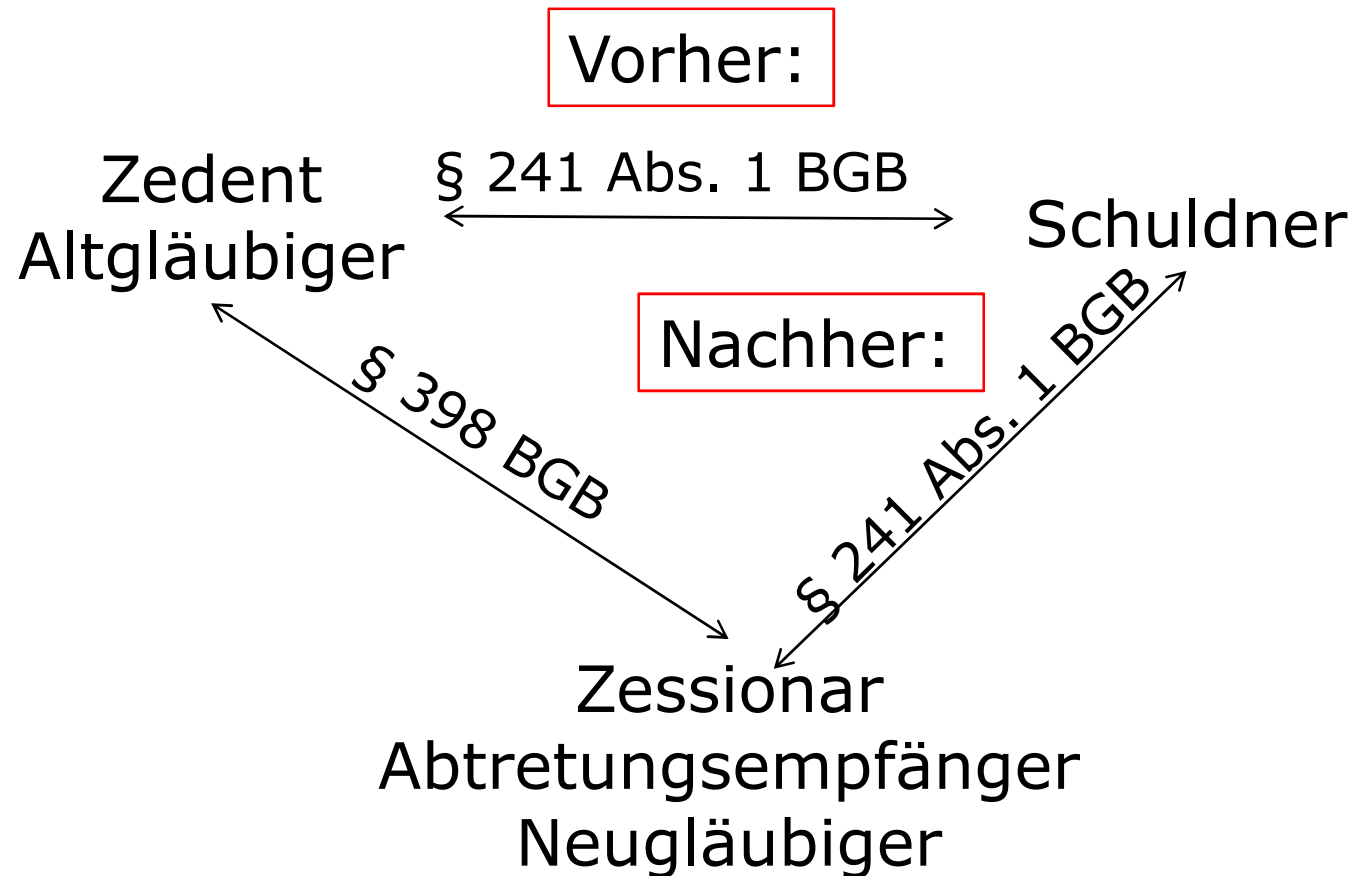 Vorher:
§ 241 Abs. 1 BGB
Zedent
Altgläubiger
Schuldner
Nachher:
§ 398 BGB
§ 241 Abs. 1 BGB
Zessionar
Abtretungsempfänger
Neugläubiger